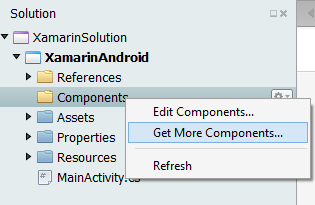 Solution
XamarinSolution
XamarinAndroid
References
Components
Edit Components...
Get More Components...
Refresh
Assets
Properties
Resources
MainActivity.cs